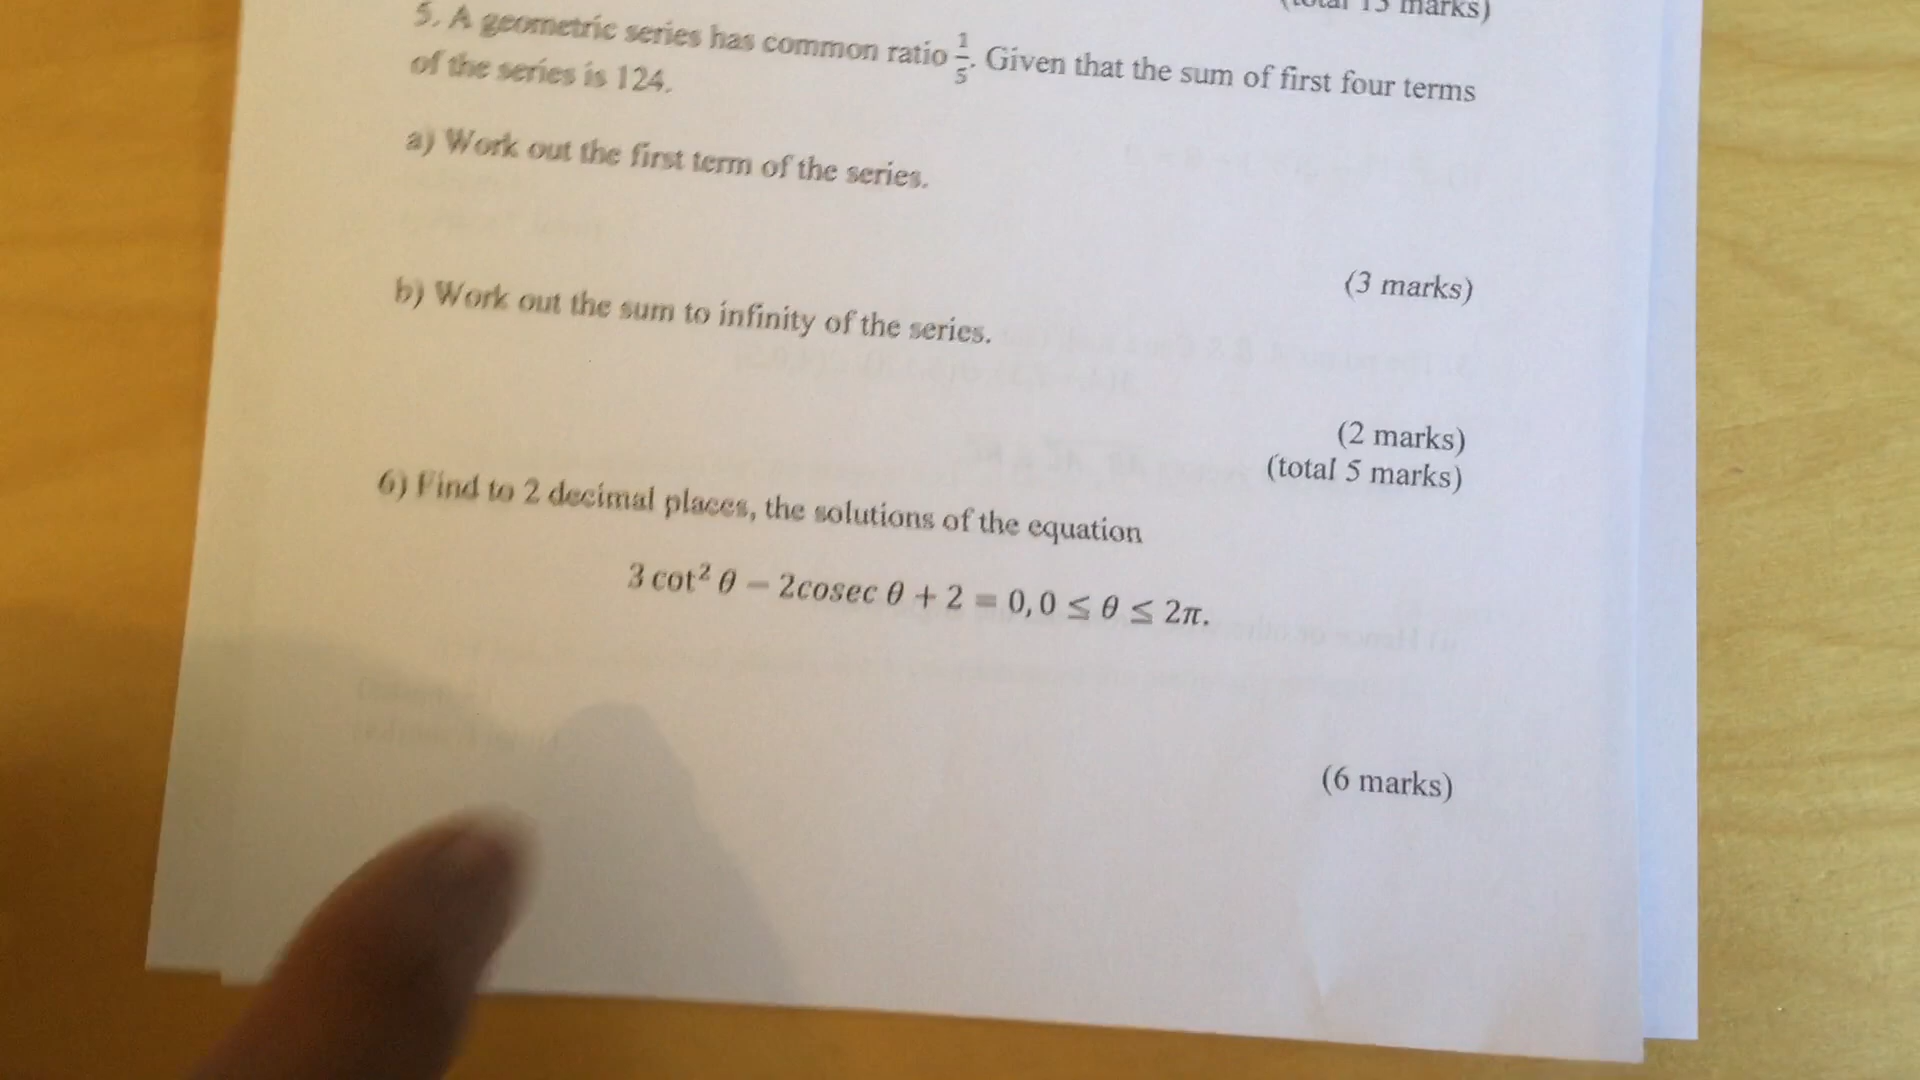 (total 13 marks)
5. A geometric series has common ratio 1/5. Given that the sum of first four terms
of the series is 124.
a) Work out the first term of the series.
(3 marks)
b) Work out the sum to infinity of the series.
(2 marks)
(total 5 marks)
6) Find to 2 decimal places, the solutions of the equation
3 cot² θ − 2cosec θ + 2 = 0, 0 ≤ θ ≤ 2π.
(6 marks)